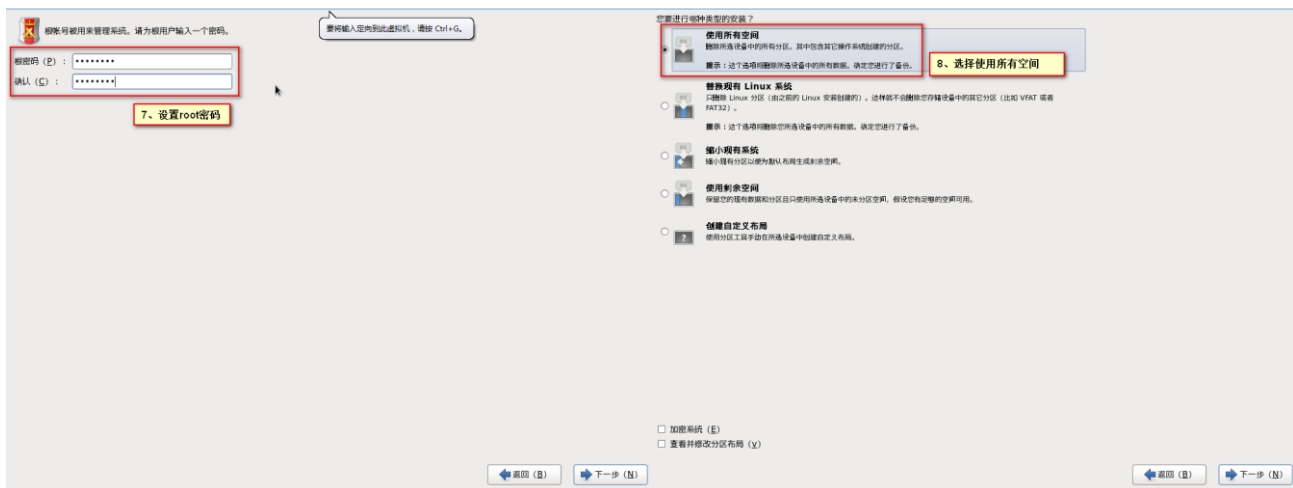 根帐号被用来管理系统。请为根用户输入一个密码。
根密码（P）：
确认（C）：
7、设置root密码
要将输入定向到此虚拟机，请按 Ctrl+G。
返回（B）
下一步（N）
您要进行哪种类型的安装？
使用所有空间
删除所选设备中的所有分区。其中包含其它操作系统创建的分区。
提示：这个选项将删除所选设备中的所有数据。确定您进行了备份。
8、选择使用所有空间
替换现有 Linux 系统
只删除 Linux 分区（由之前的 Linux 安装创建的）。这样就不会删除您存储设备中的其它分区（比如 VFAT 或者
FAT32）。
提示：这个选项将删除您所选设备中的所有数据。确定您进行了备份。
缩小现有系统
缩小现有分区以便为默认布局生成剩余空间。
使用剩余空间
保留您的现有数据和分区且只使用所选设备中的未分区空间，假设您有足够的空间可用。
创建自定义布局
使用分区工具手动在所选设备中创建自定义布局。
加密系统（E）
查看并修改分区布局（V）
返回（B）
下一步（N）